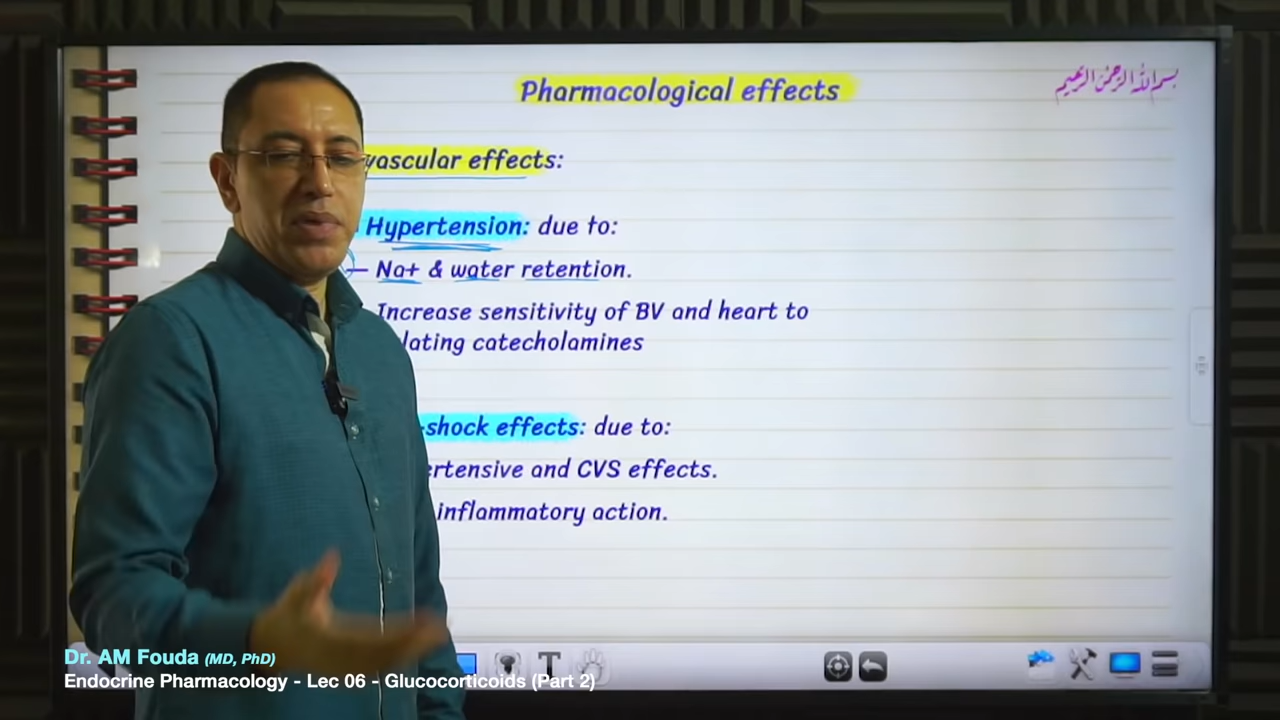 Pharmacological effects
بسم الله الرحمن الرحيم
vascular effects:
Hypertension: due to:
— Na+ & water retention.
Increase sensitivity of BV and heart to
lating catecholamines
-shock effects: due to:
ertensive and CVS effects.
inflammatory action.
T
Dr. AM Fouda (MD, PhD)
Endocrine Pharmacology - Lec 06 - Glucocorticoids (Part 2)